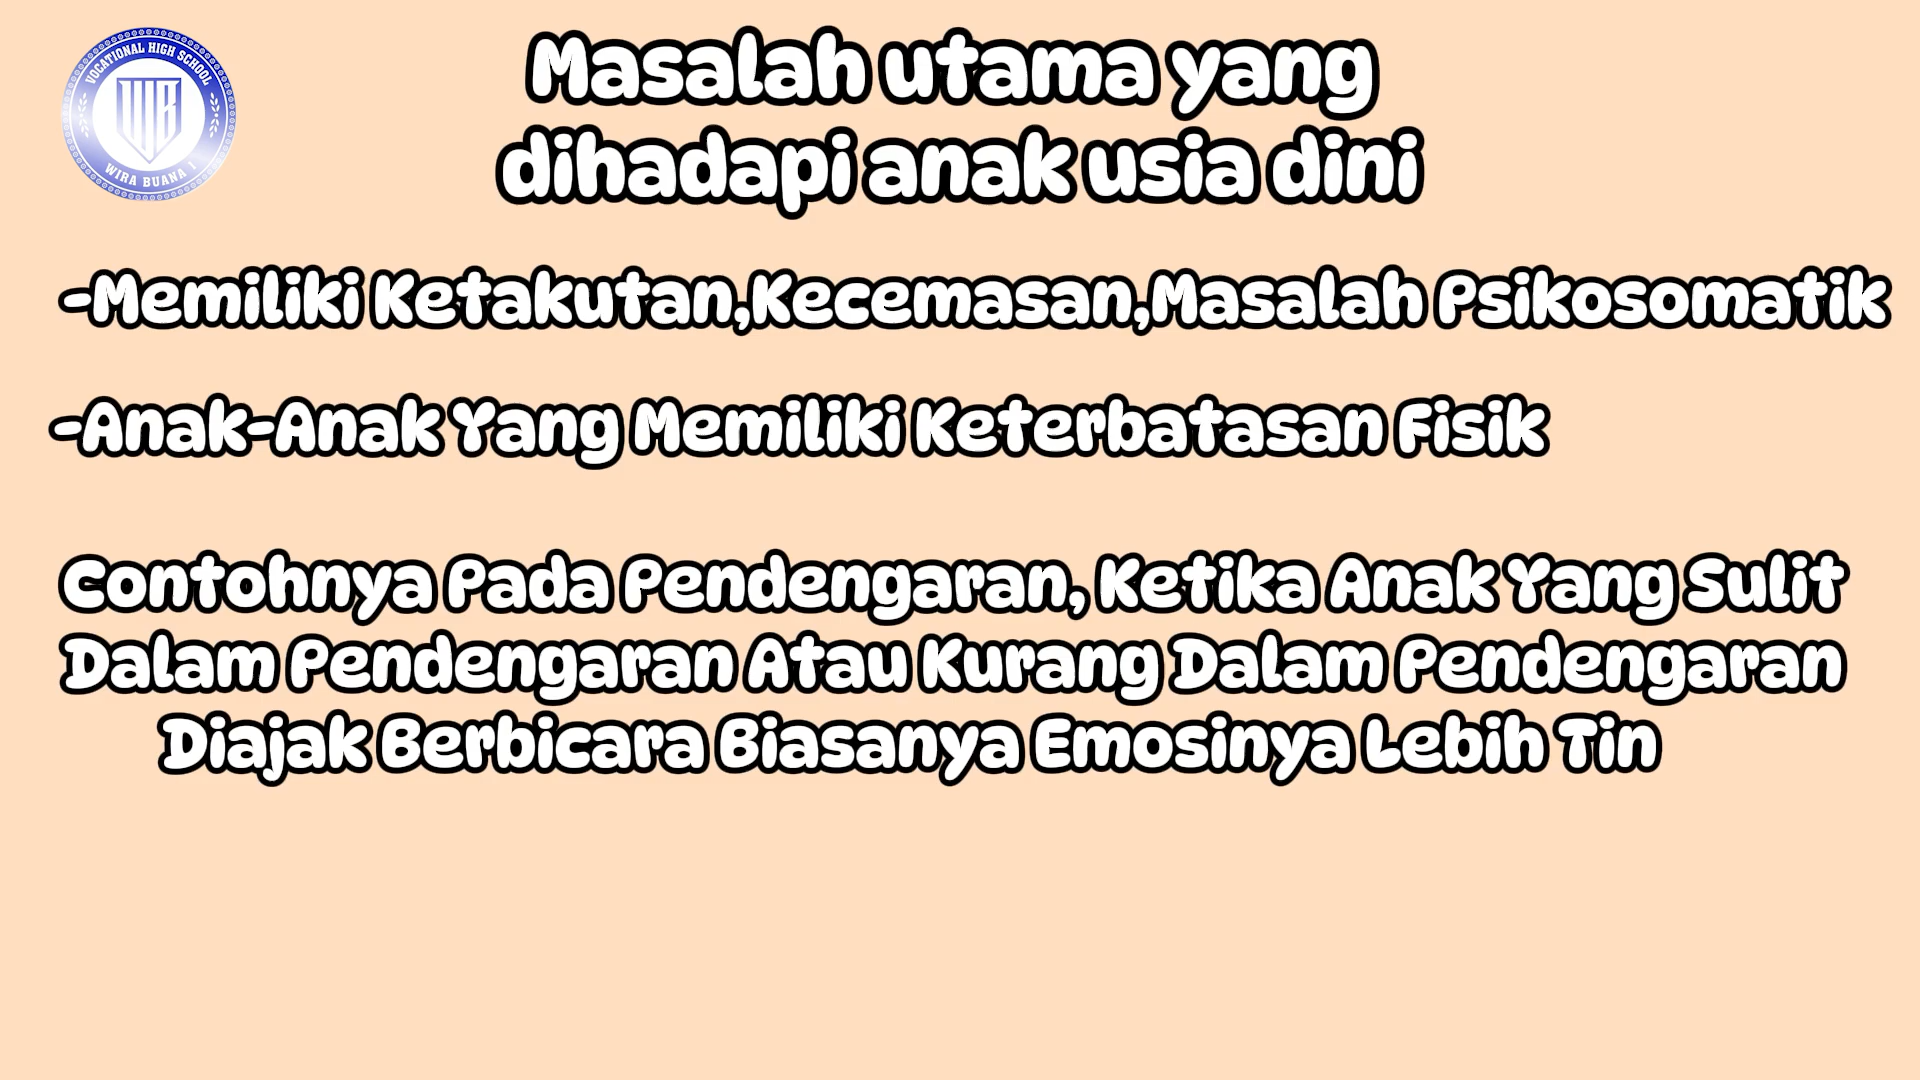 VOCATIONAL HIGH SCHOOL
WB
WIRA BUANA 1
Masalah utama yang
dihadapi anak usia dini
-Memiliki Ketakutan,Kecemasan,Masalah Psikosomatik
-Anak-Anak Yang Memiliki Keterbatasan Fisik
Contohnya Pada Pendengaran, Ketika Anak Yang Sulit
Dalam Pendengaran Atau Kurang Dalam Pendengaran
Diajak Berbicara Biasanya Emosinya Lebih Tin